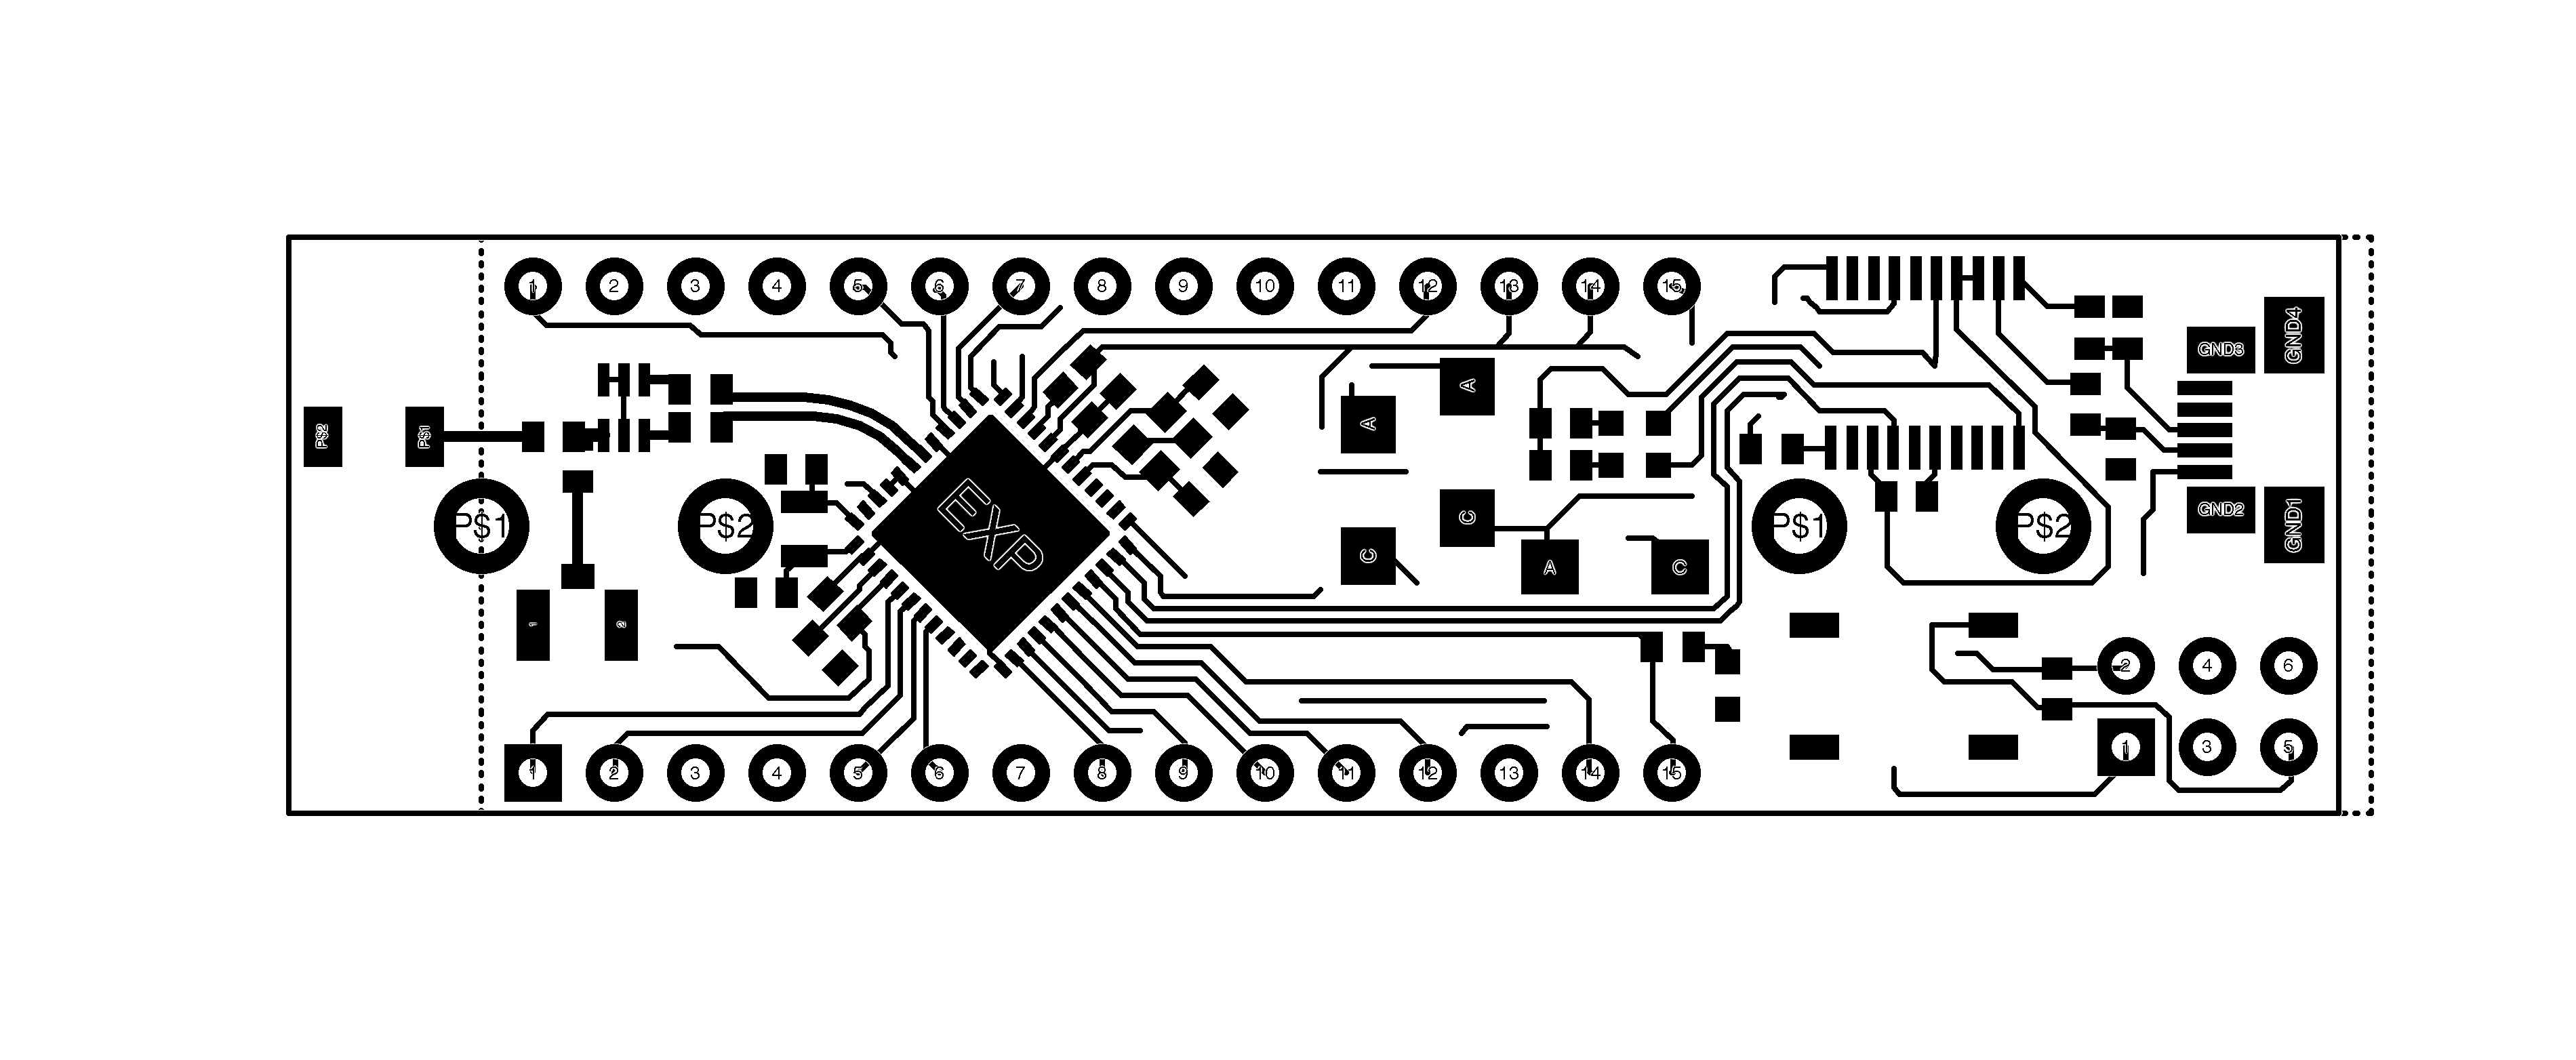 1 2 3 4 5 6 7 8 9 10 11 12 13 14 15
GND3 GND4
A A
P$2 P$1
C C A C
EXP
P$1 P$2 P$1 P$2
GND2 GND1
1 2
2 4 6
1 3 5
1 2 3 4 5 6 7 8 9 10 11 12 13 14 15